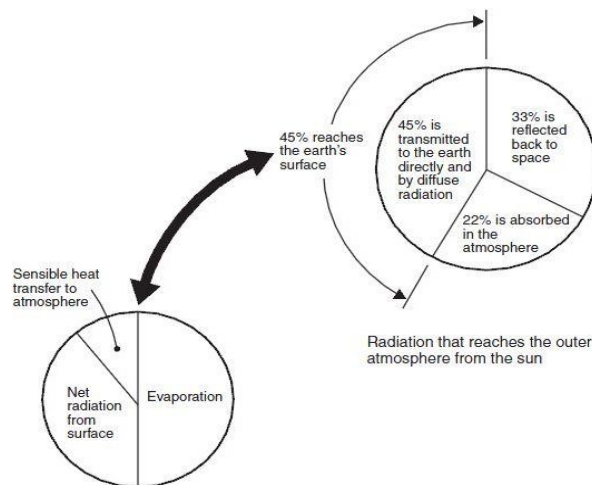 45% reaches
the earth's
surface
45% is
transmitted
to the earth
directly and
by diffuse
radiation
33% is
reflected
back to
space
22% is absorbed
in the
atmosphere
Radiation that reaches the outer
atmosphere from the sun
Sensible heat
transfer to
atmosphere
Net
radiation
from
surface
Evaporation